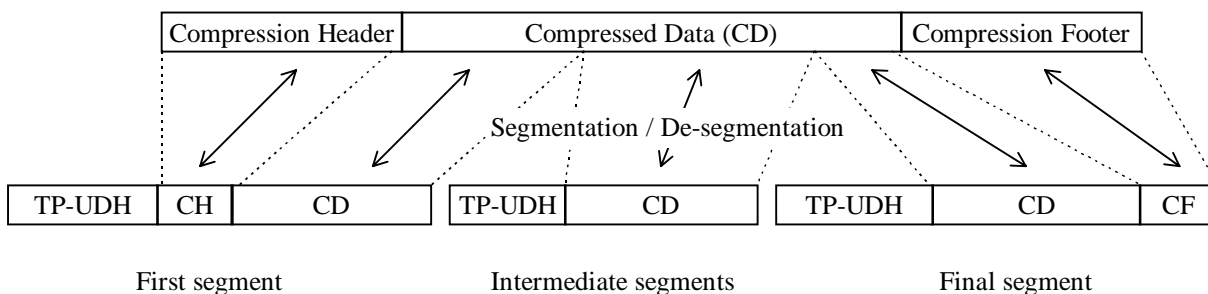 Compression Header Compressed Data (CD) Compression Footer
Segmentation / De-segmentation
TP-UDH CH CD TP-UDH CD TP-UDH CD CF
First segment Intermediate segments Final segment